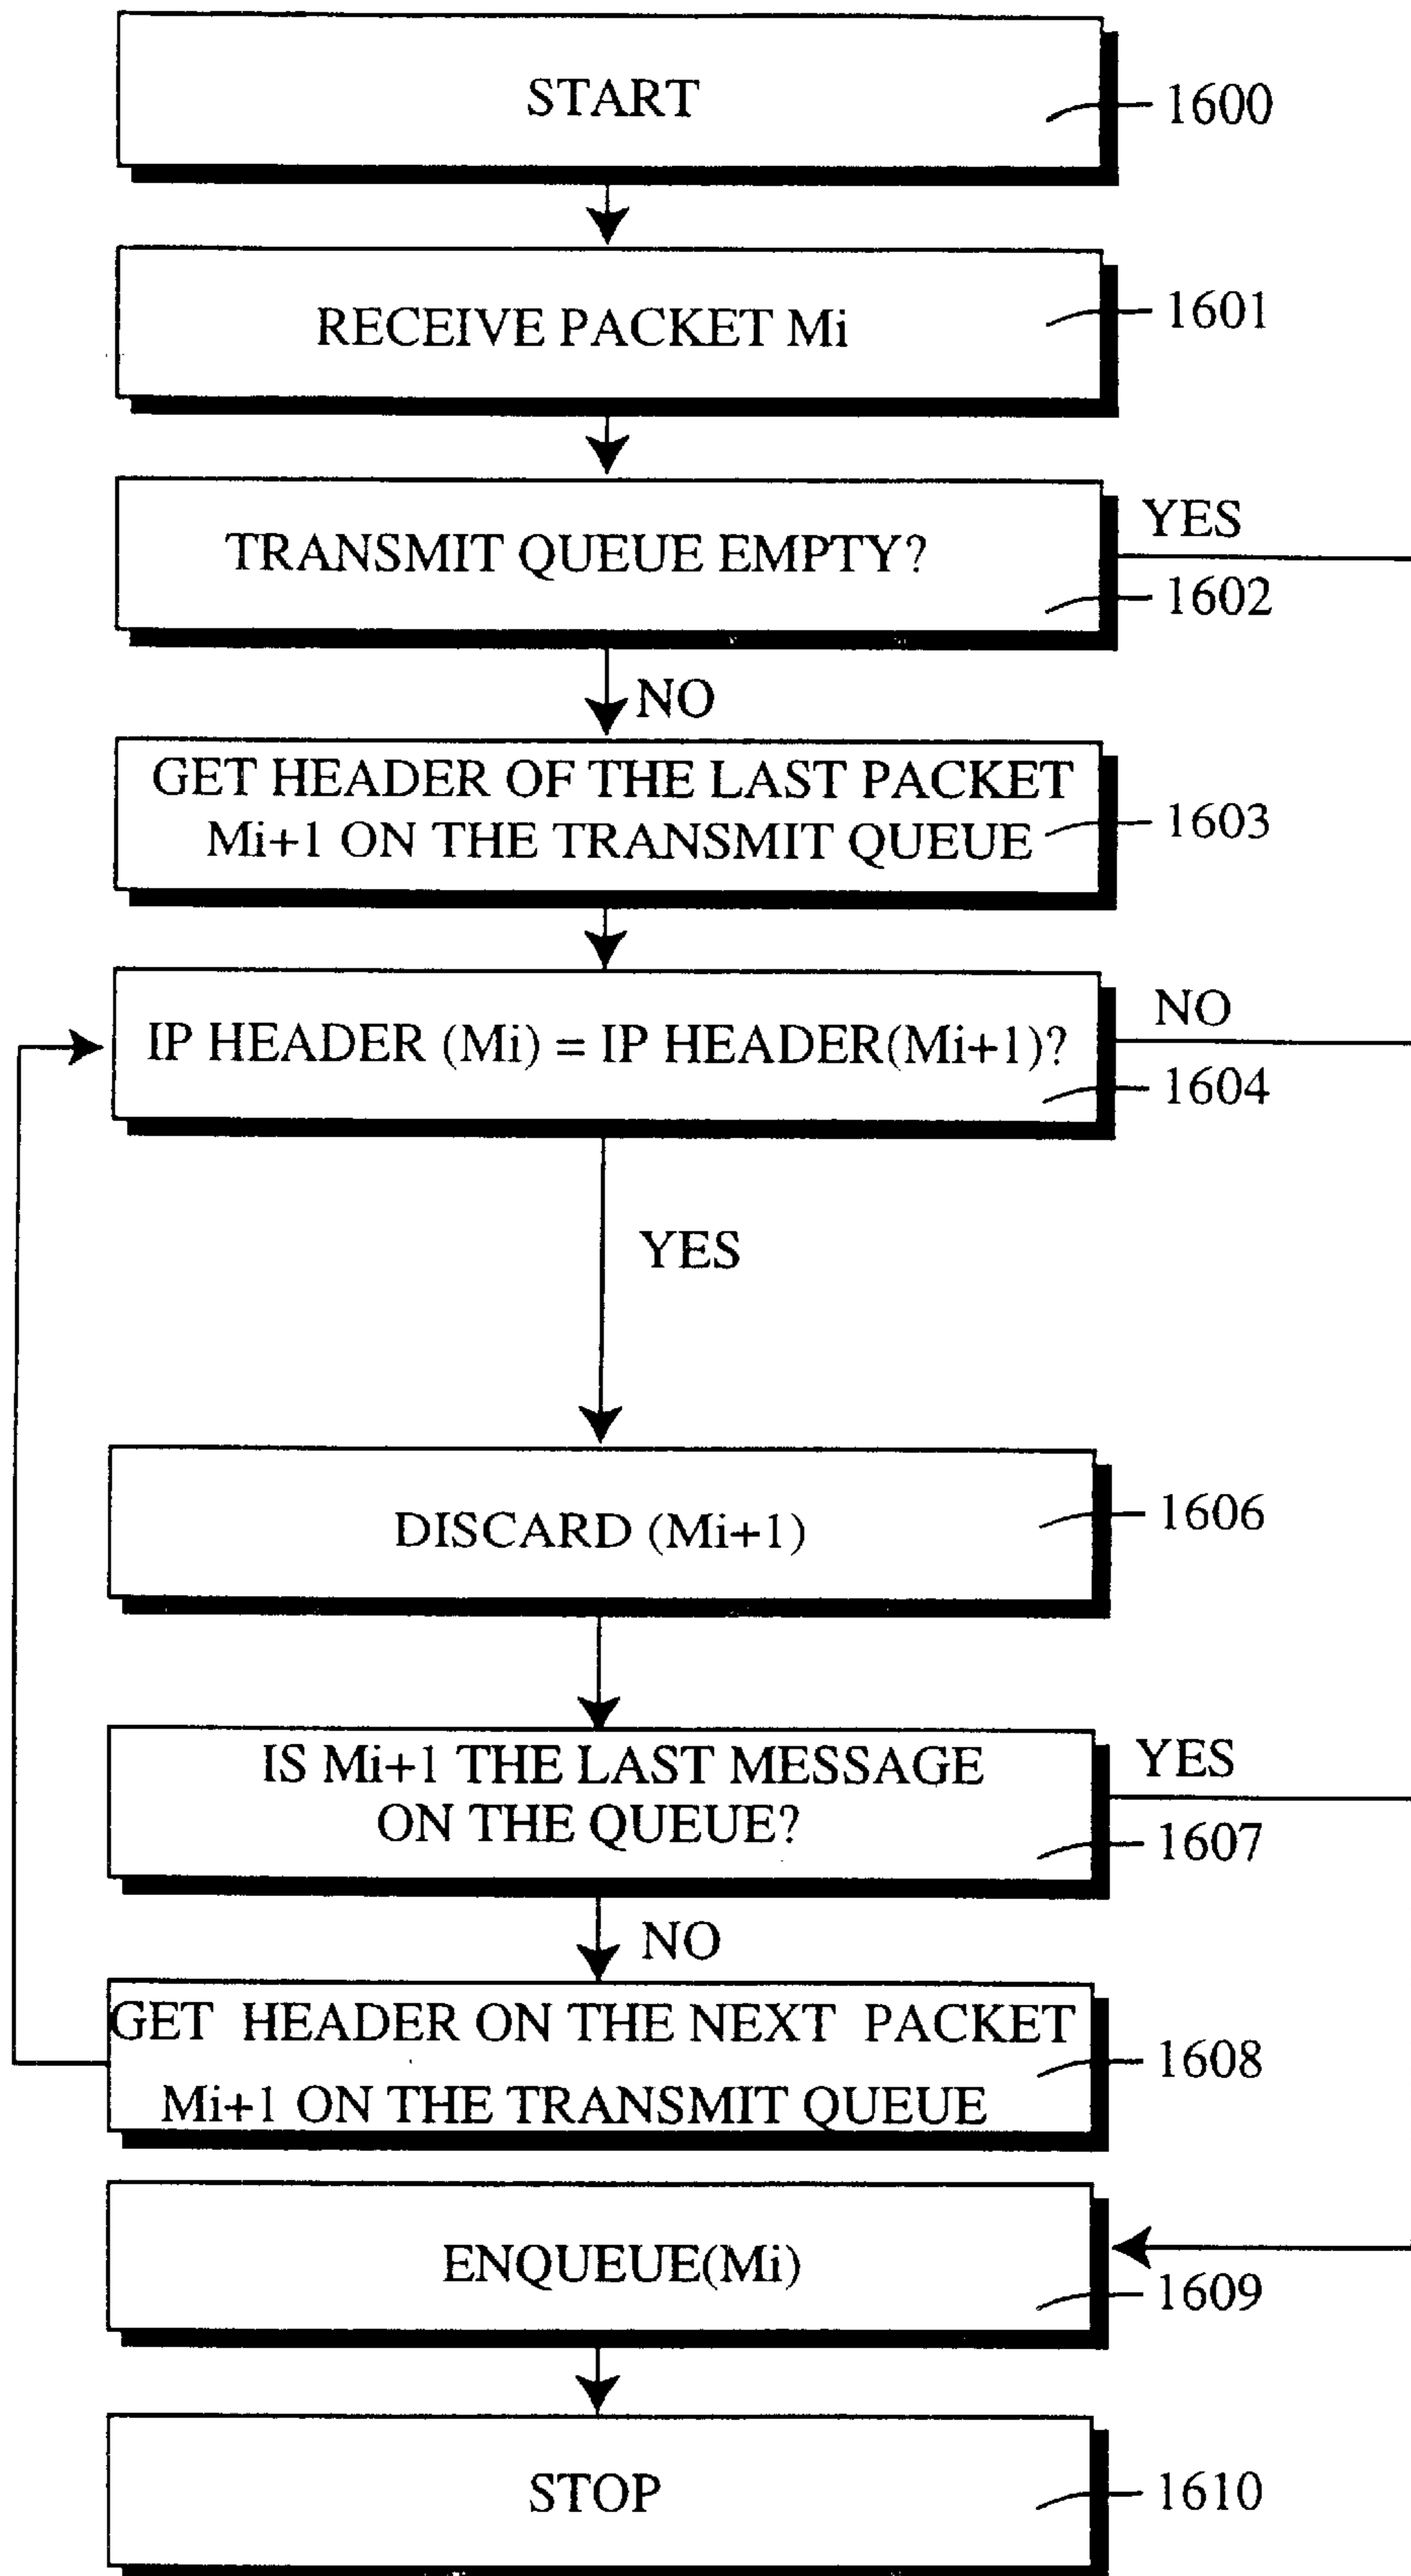 START
1600
RECEIVE PACKET Mi
1601
TRANSMIT QUEUE EMPTY?
YES
1602
NO
GET HEADER OF THE LAST PACKET
Mi+1 ON THE TRANSMIT QUEUE
1603
IP HEADER (Mi) = IP HEADER(Mi+1)?
NO
1604
YES
DISCARD (Mi+1)
1606
IS Mi+1 THE LAST MESSAGE
ON THE QUEUE?
YES
1607
NO
GET HEADER ON THE NEXT PACKET
Mi+1 ON THE TRANSMIT QUEUE
1608
ENQUEUE(Mi)
1609
STOP
1610